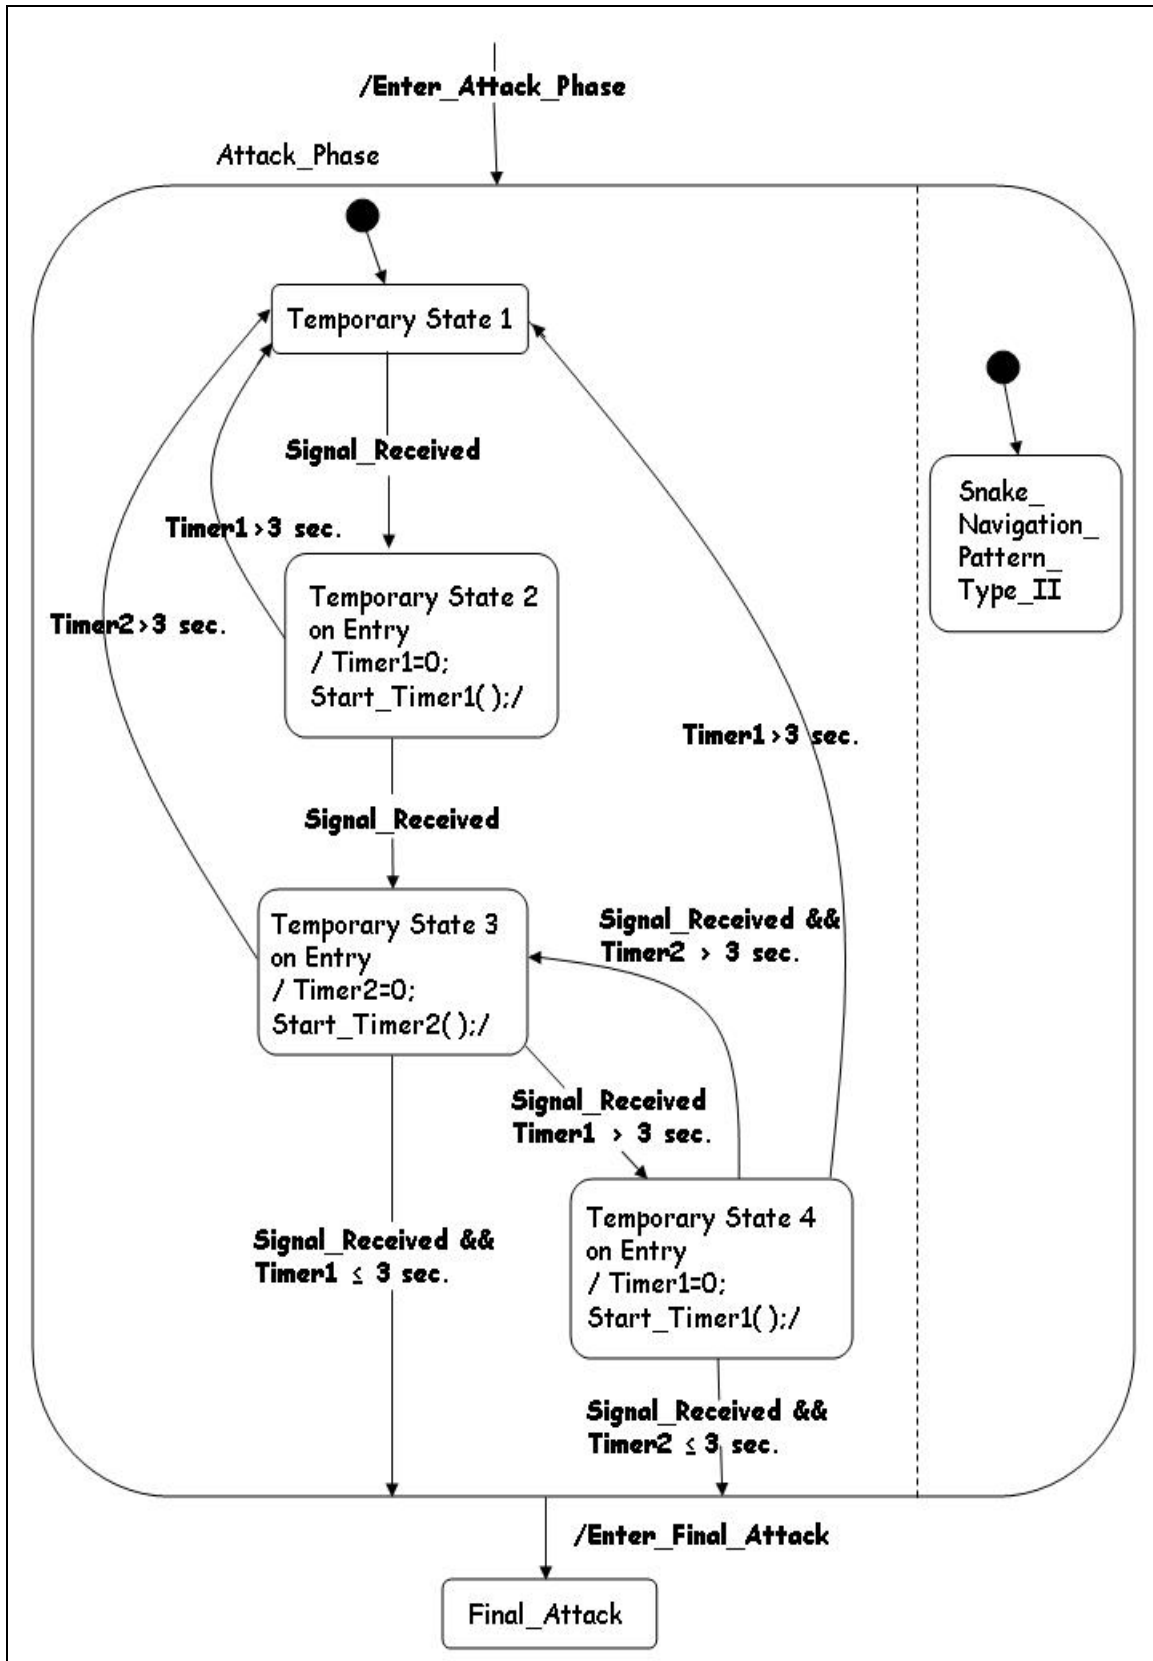 /Enter_Attack_Phase
Attack_Phase
Temporary State 1
Signal_Received
Timer1>3 sec.
Snake_
Navigation_
Pattern_
Type_II
Temporary State 2
on Entry
/ Timer1=0;
Start_Timer1( );/
Timer2>3 sec.
Timer1>3 sec.
Signal_Received
Temporary State 3
on Entry
/ Timer2=0;
Start_Timer2( );/
Signal_Received &&
Timer2 > 3 sec.
Signal_Received
Timer1 > 3 sec.
Signal_Received &&
Timer1 ≤ 3 sec.
Temporary State 4
on Entry
/ Timer1=0;
Start_Timer1( );/
Signal_Received &&
Timer2 ≤ 3 sec.
/Enter_Final_Attack
Final_Attack